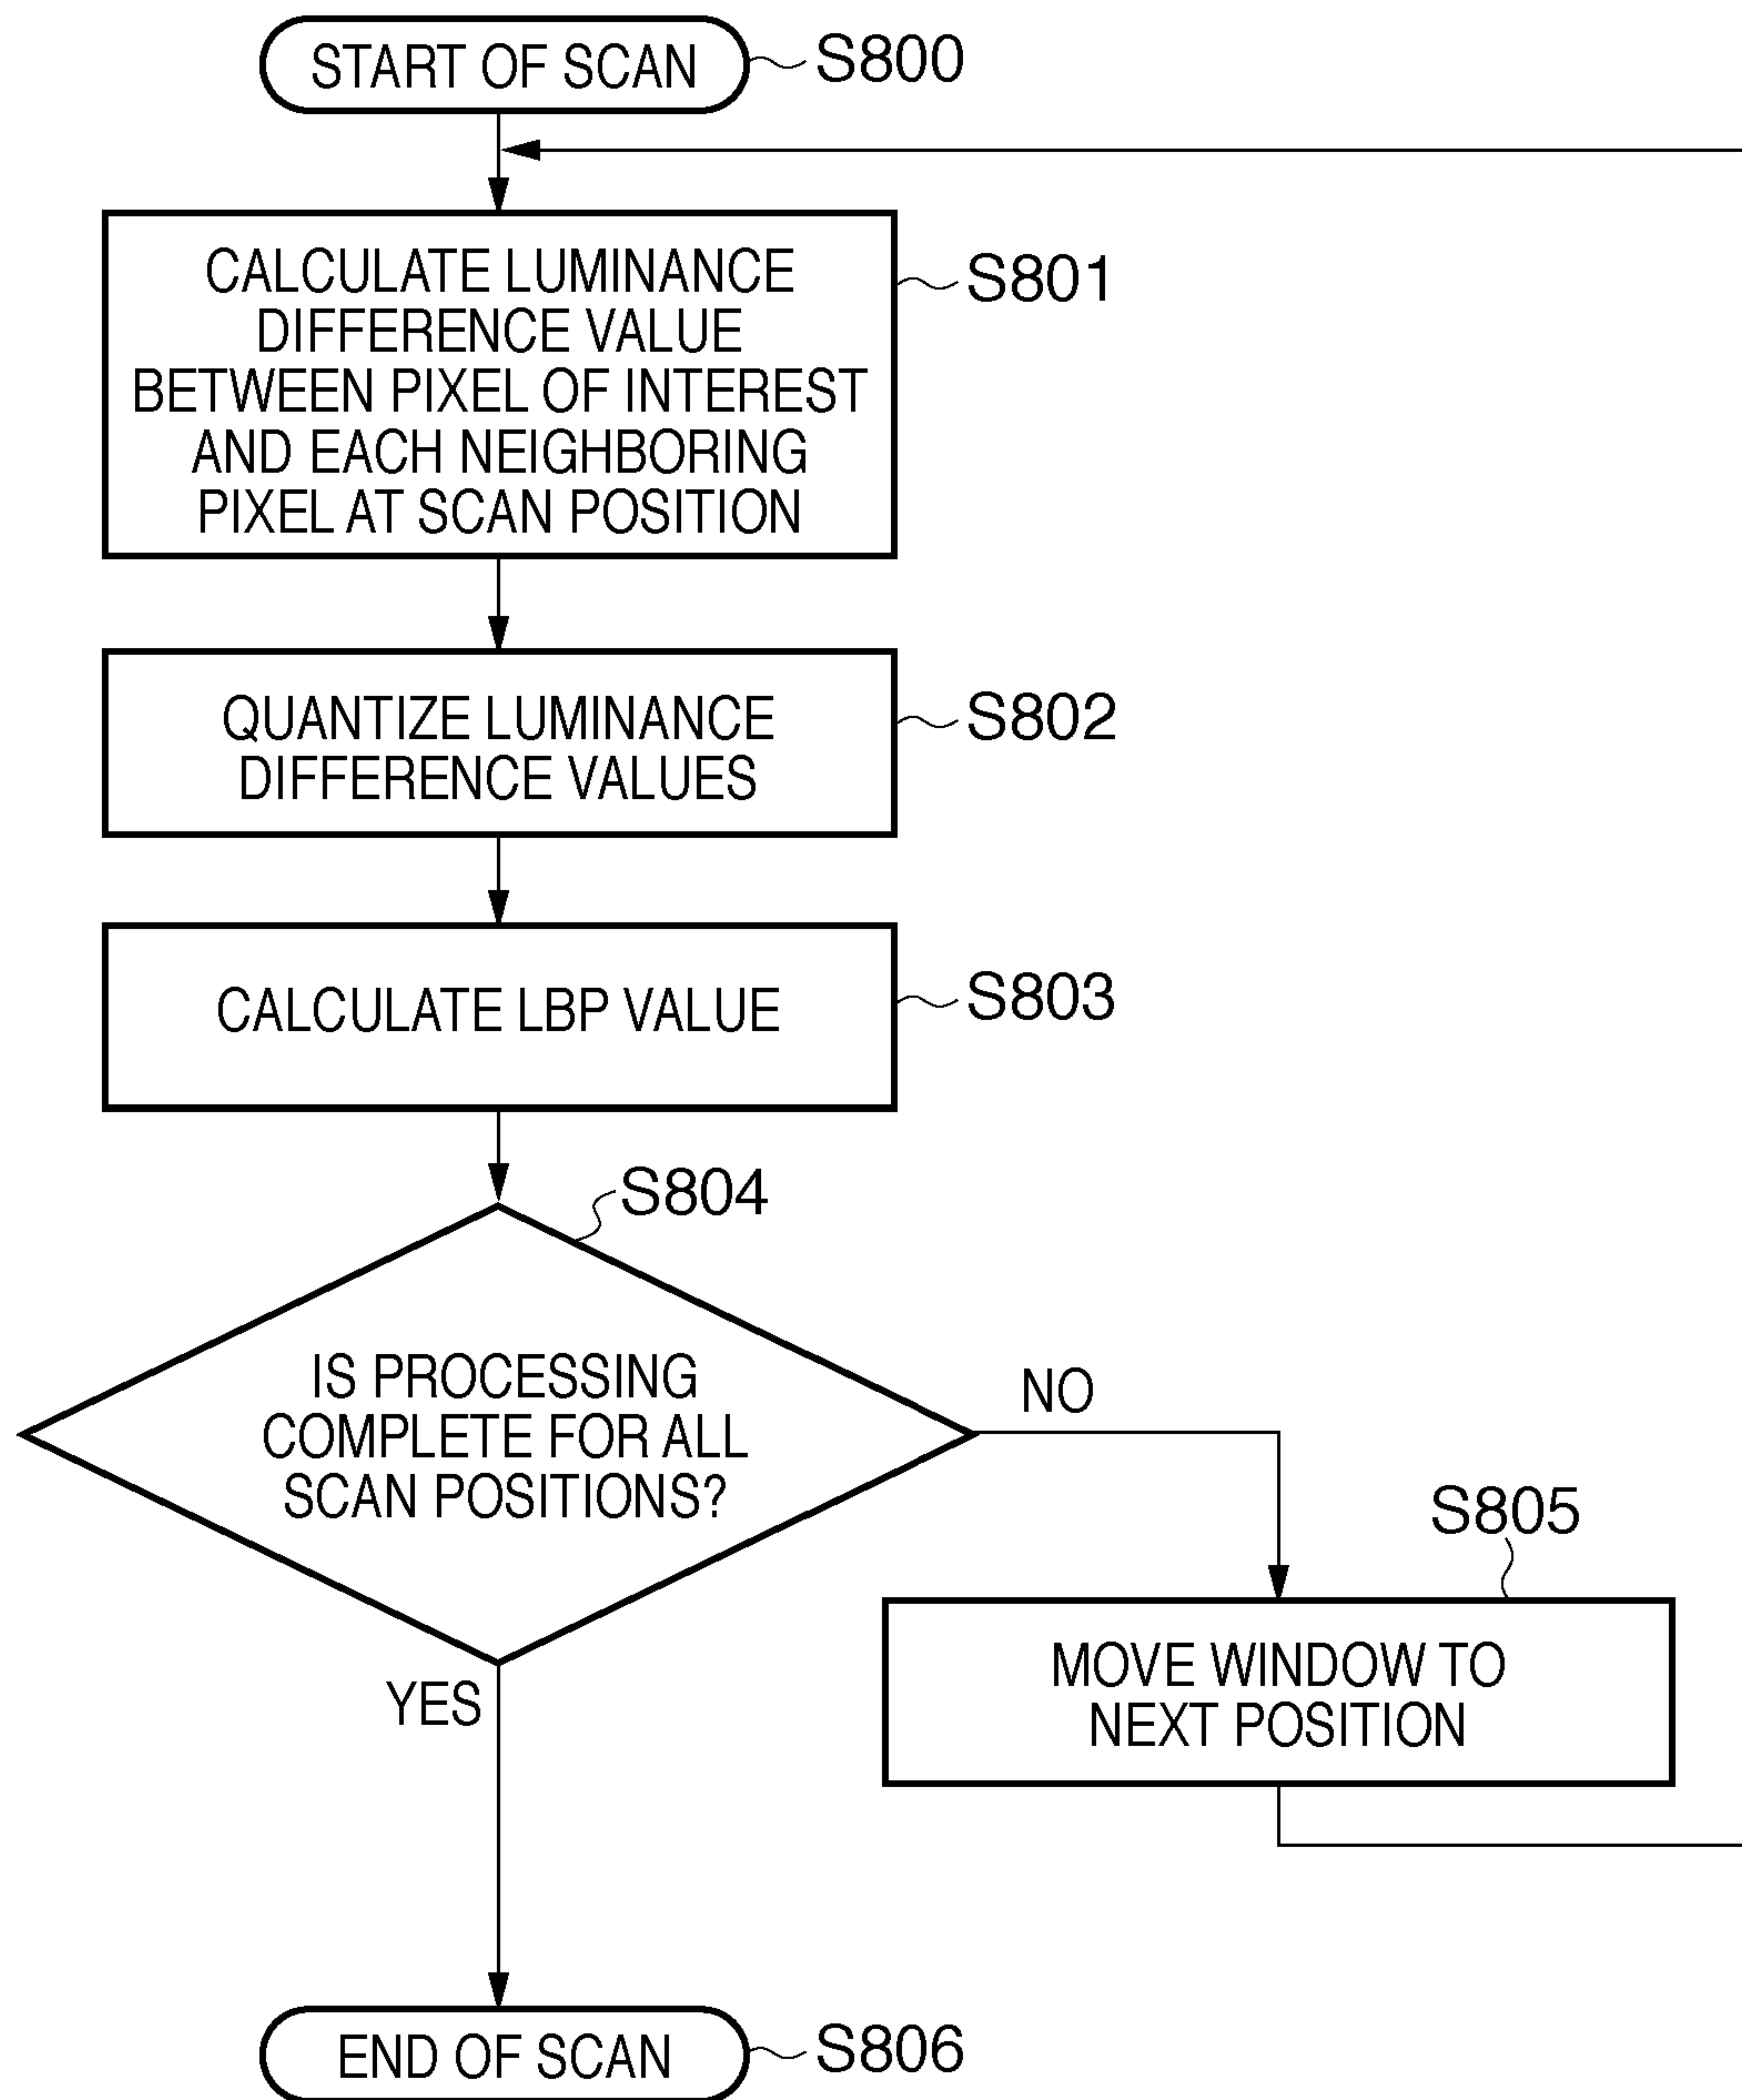 START OF SCAN
S800
CALCULATE LUMINANCE
DIFFERENCE VALUE
BETWEEN PIXEL OF INTEREST
AND EACH NEIGHBORING
PIXEL AT SCAN POSITION
S801
QUANTIZE LUMINANCE
DIFFERENCE VALUES
S802
CALCULATE LBP VALUE
S803
S804
IS PROCESSING
COMPLETE FOR ALL
SCAN POSITIONS?
NO
S805
MOVE WINDOW TO
NEXT POSITION
YES
END OF SCAN
S806